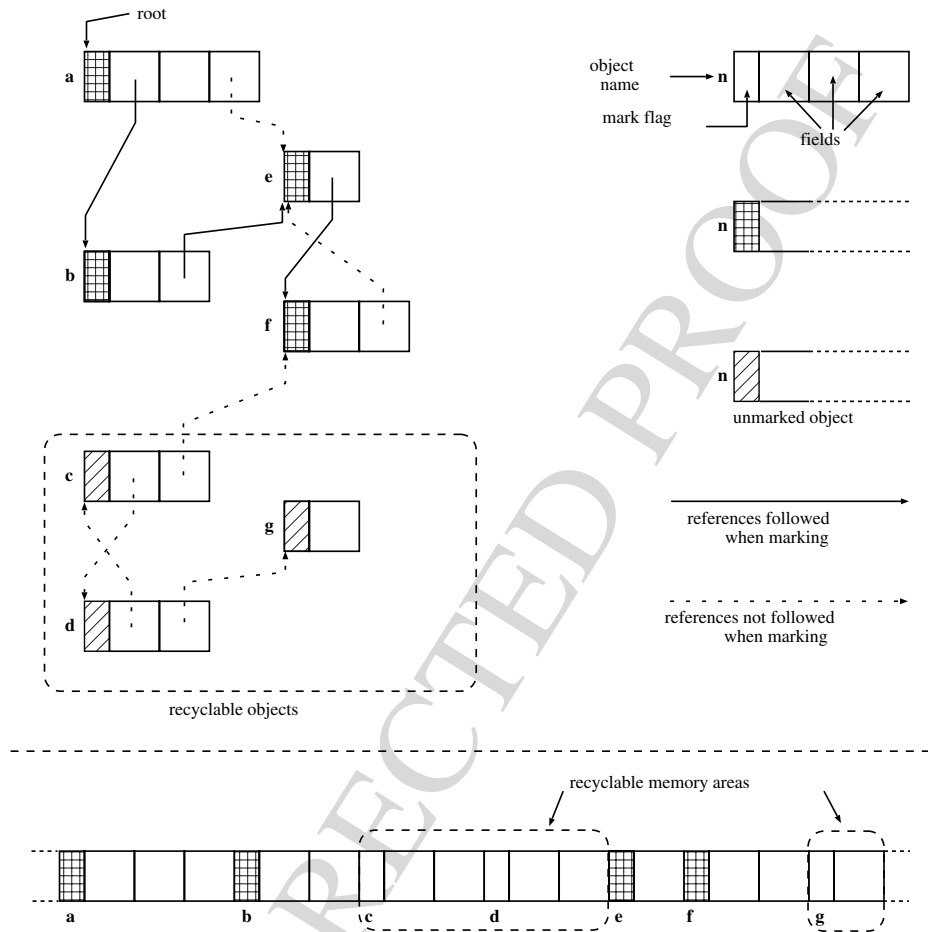 root
a
object
name
n
mark flag
fields
e
n
b
f
n
unmarked object
c
g
references followed
when marking
d
references not followed
when marking
recyclable objects
recyclable memory areas
a b c d e f g
RECTED PROOF